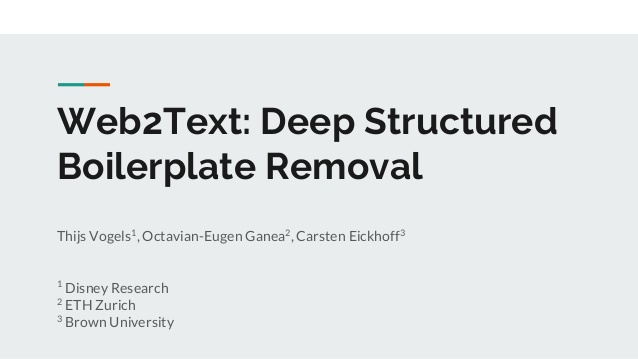 Web2Text: Deep Structured
Boilerplate Removal
Thijs Vogels¹, Octavian-Eugen Ganea², Carsten Eickhoff³
¹ Disney Research
² ETH Zurich
³ Brown University